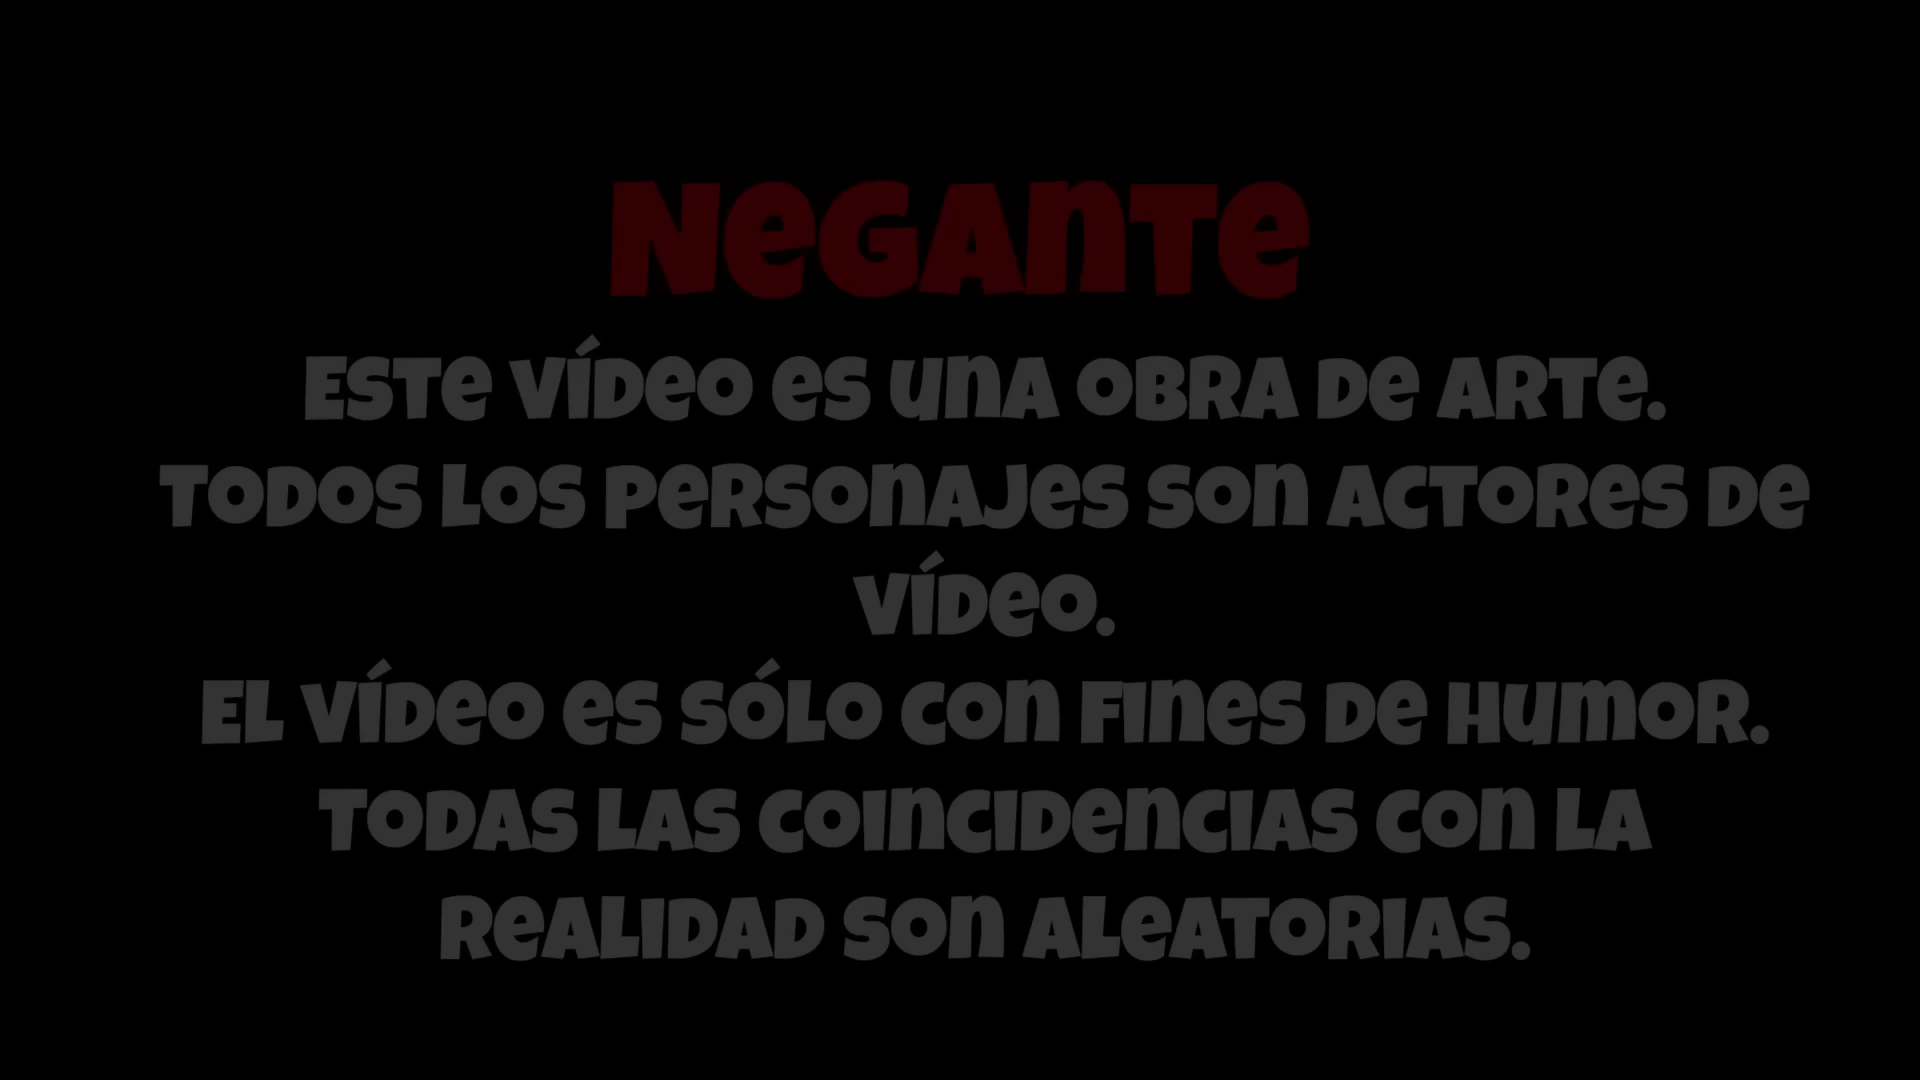 Negante
Este vídeo es una obra de arte.
Todos los personajes son actores de
vídeo.
El vídeo es sólo con fines de humor.
Todas las coincidencias con la
realidad son aleatorias.